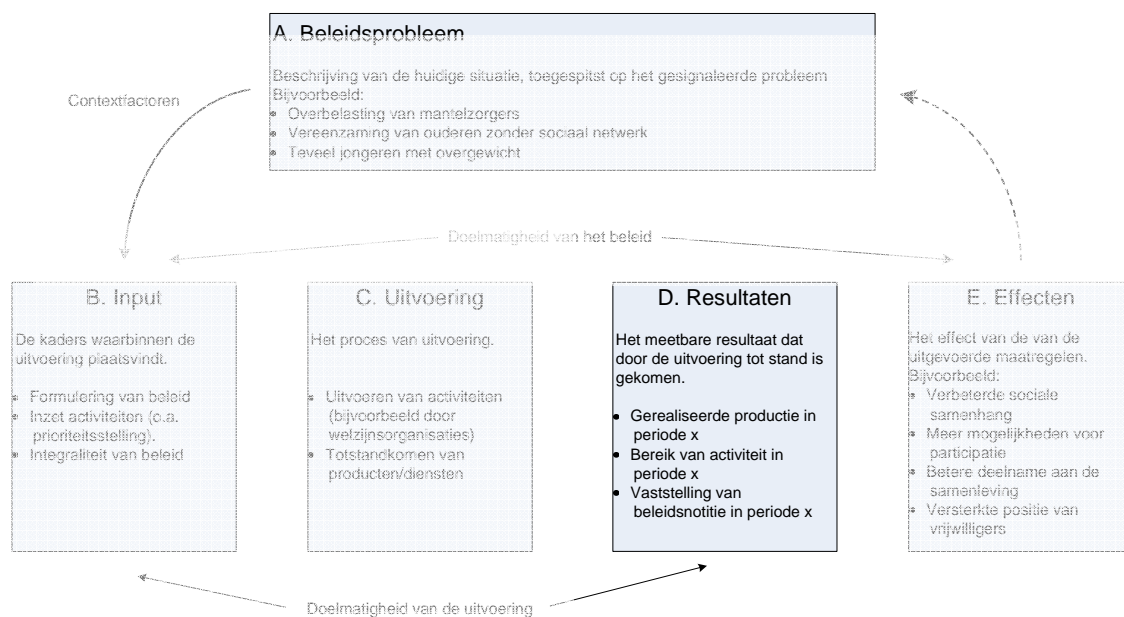 A. Beleidsprobleem
Beschrijving van de huidige situatie, toegespitst op het gesignaleerde probleem
Bijvoorbeeld:
• Overbelasting van mantelzorgers
• Vereenzaming van ouderen zonder sociaal netwerk
• Teveel jongeren met overgewicht
Contextfactoren
Doelmatigheid van het beleid
B. Input
De kaders waarbinnen de
uitvoering plaatsvindt.
• Formulering van beleid
• Inzet activiteiten (o.a.
prioriteitsstelling).
• Integraliteit van beleid
C. Uitvoering
Het proces van uitvoering.
• Uitvoeren van activiteiten
(bijvoorbeeld door
welzijnsorganisaties)
• Totstandkomen van
producten/diensten
D. Resultaten
Het meetbare resultaat dat
door de uitvoering tot stand is
gekomen.
• Gerealiseerde productie in
periode x
• Bereik van activiteit in
periode x
• Vaststelling van
beleidsnotitie in periode x
E. Effecten
Het effect van de van de
uitgevoerde maatregelen.
Bijvoorbeeld:
• Verbeterde sociale
samenhang
• Meer mogelijkheden voor
participatie
• Betere deelname aan de
samenleving
• Versterkte positie van
vrijwilligers
Doelmatigheid van de uitvoering